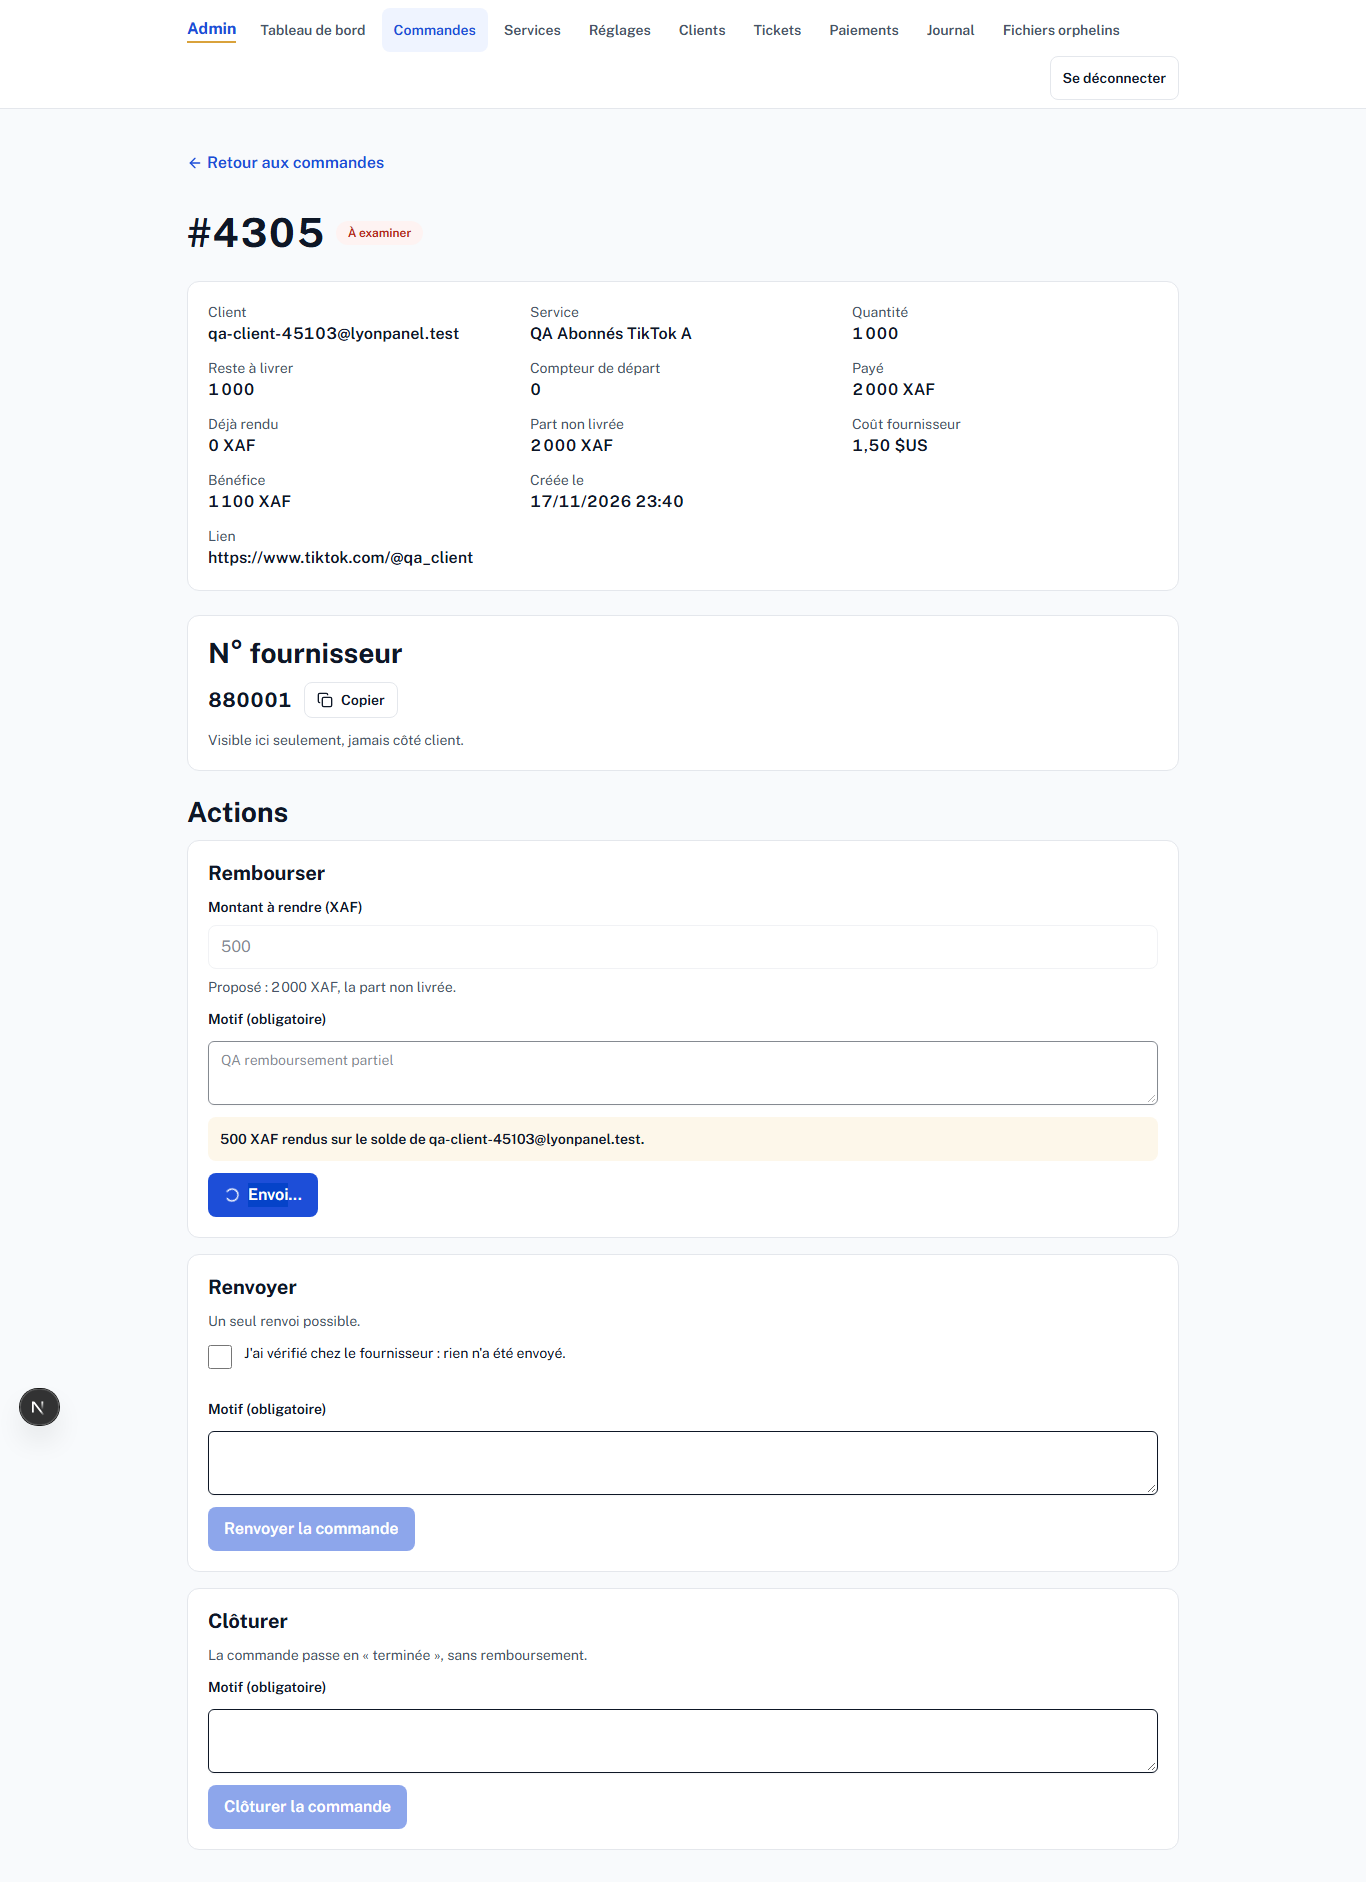 Admin
Tableau de bord
Commandes
Services
Réglages
Clients
Tickets
Paiements
Journal
Fichiers orphelins
Se déconnecter
← Retour aux commandes
#4305 À examiner
Client
qa-client-45103@lyonpanel.test
Service
QA Abonnés TikTok A
Quantité
1 000
Reste à livrer
1 000
Compteur de départ
0
Payé
2 000 XAF
Déjà rendu
0 XAF
Part non livrée
2 000 XAF
Coût fournisseur
1,50 $US
Bénéfice
1 100 XAF
Créée le
17/11/2026 23:40
Lien
https://www.tiktok.com/@qa_client
N° fournisseur
880001 Copier
Visible ici seulement, jamais côté client.
Actions
Rembourser
Montant à rendre (XAF)
500
Proposé : 2 000 XAF, la part non livrée.
Motif (obligatoire)
QA remboursement partiel
500 XAF rendus sur le solde de qa-client-45103@lyonpanel.test.
Envoi…
Renvoyer
Un seul renvoi possible.
J'ai vérifié chez le fournisseur : rien n'a été envoyé.
Motif (obligatoire)
Renvoyer la commande
Clôturer
La commande passe en « terminée », sans remboursement.
Motif (obligatoire)
Clôturer la commande
N